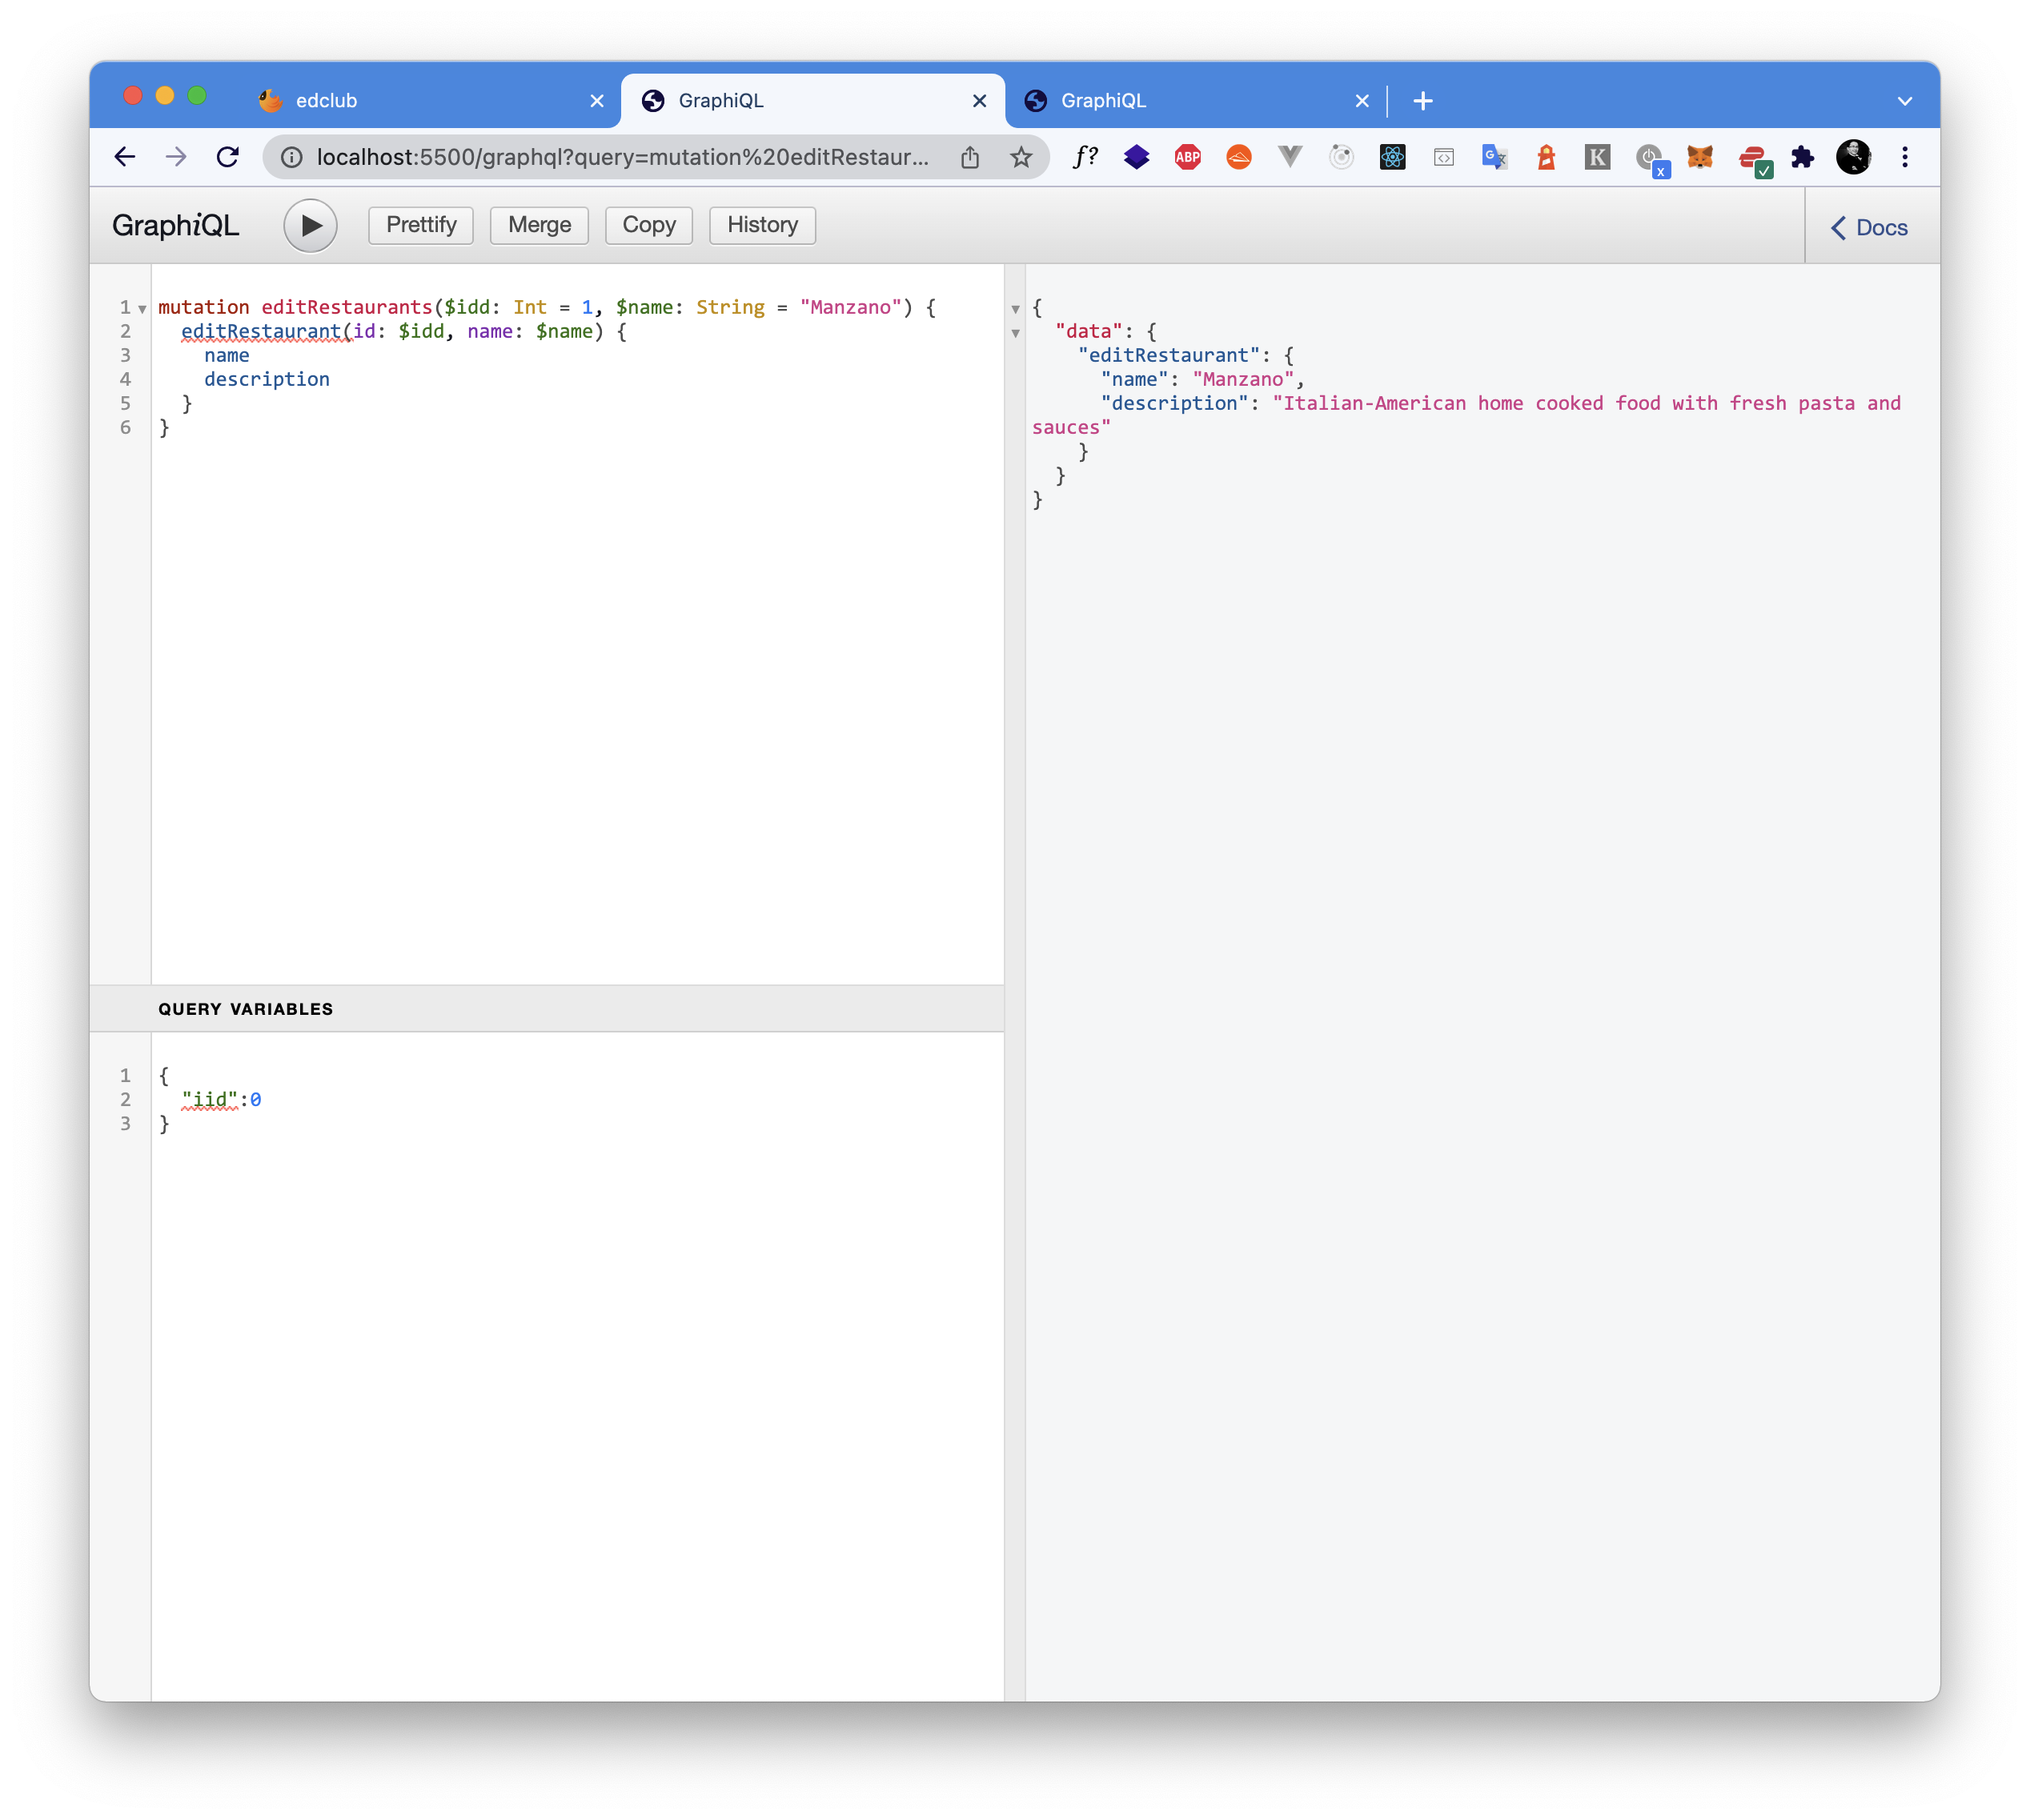 edclub
GraphiQL
GraphiQL
localhost:5500/graphql?query=mutation%20editRestaur...
f?
ABP
K
x
GraphiQL
Prettify
Merge
Copy
History
Docs
1 mutation editRestaurants($idd: Int = 1, $name: String = "Manzano") {
2 editRestaurant(id: $idd, name: $name) {
3 name
4 description
5 }
6 }
QUERY VARIABLES
1 {
2 "iid":0
3 }
{
"data": {
"editRestaurant": {
"name": "Manzano",
"description": "Italian-American home cooked food with fresh pasta and
sauces"
}
}
}